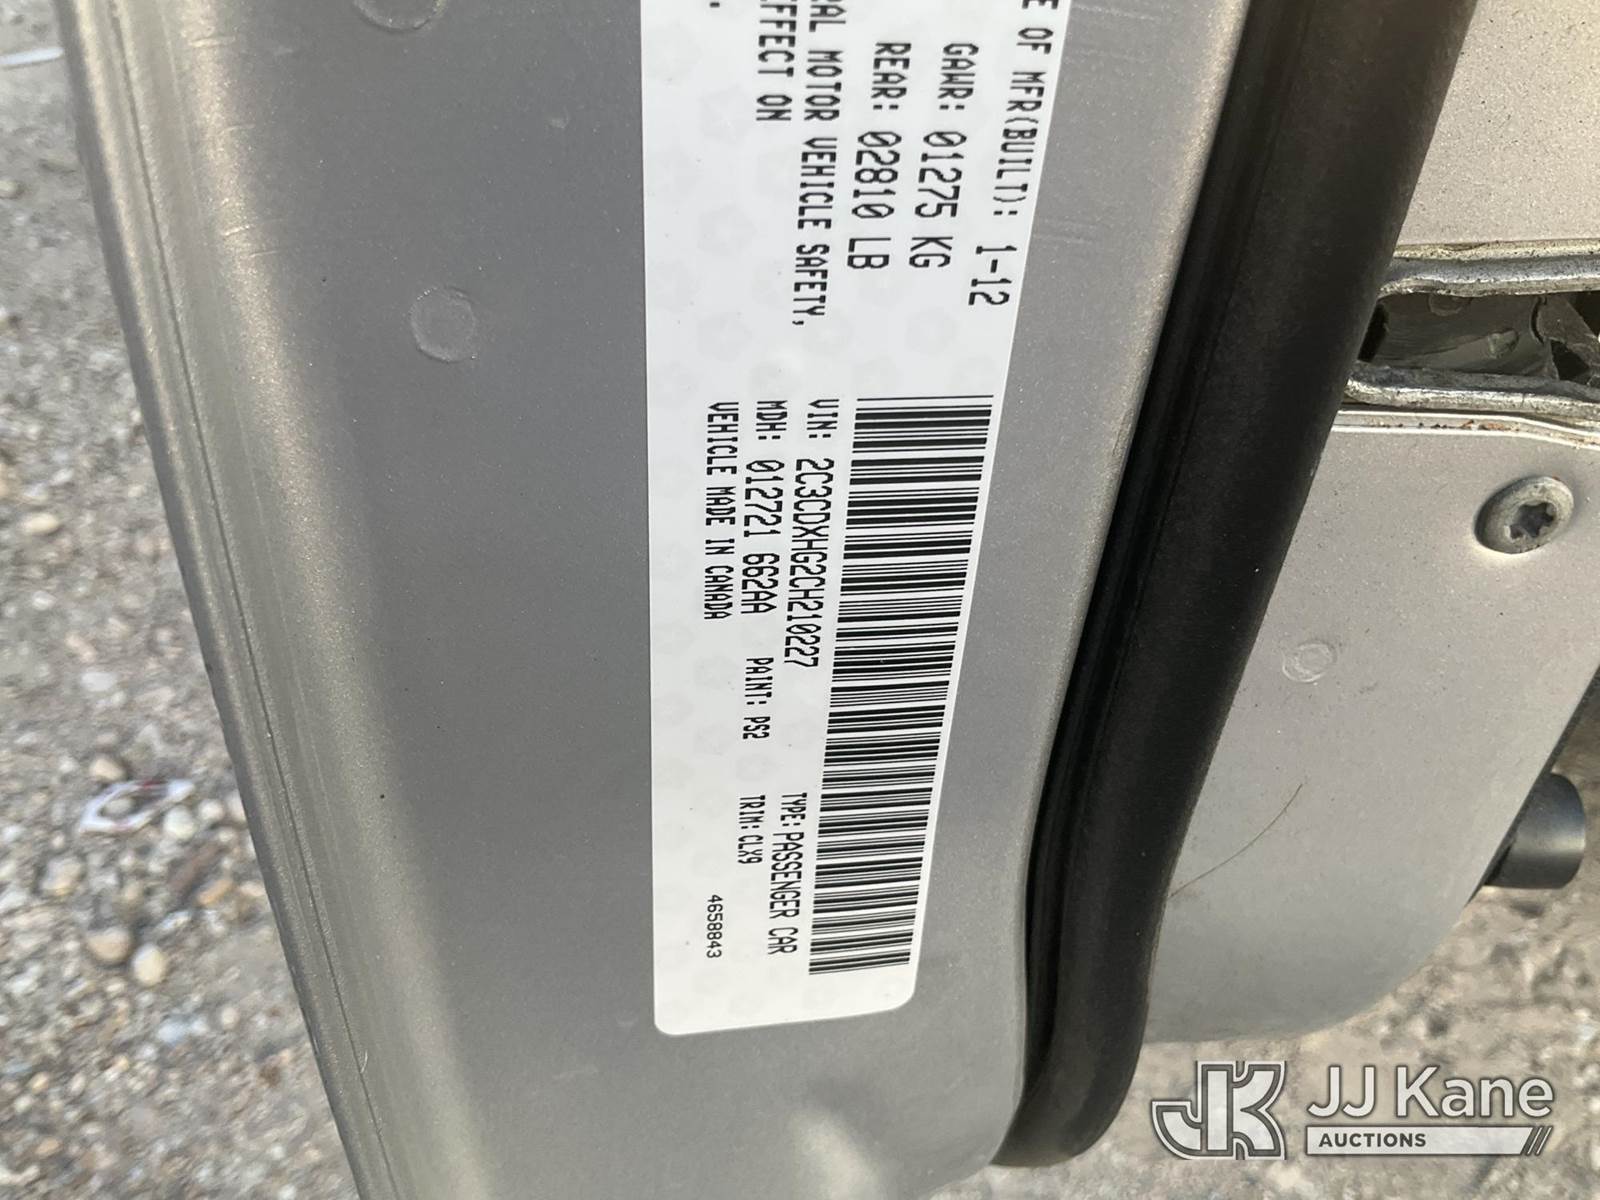 E OF MFR(BUILT): 1-12
GAWR: 01275 KG
REAR: 02810 LB
MOTOR VEHICLE SAFETY,
EFFECT ON
VIN: 2C3CDXHG2CH210227
TYPE: PASSENGER CAR
MDH: 012721 662AA PAINT: PS2 TRIM: CLX9
VEHICLE MADE IN CANADA
4658843
JK
JJ Kane
AUCTIONS